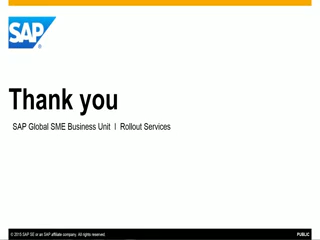 SAP
Thank you
SAP Global SME Business Unit I Rollout Services
© 2015 SAP SE or an SAP affiliate company. All rights reserved.
PUBLIC